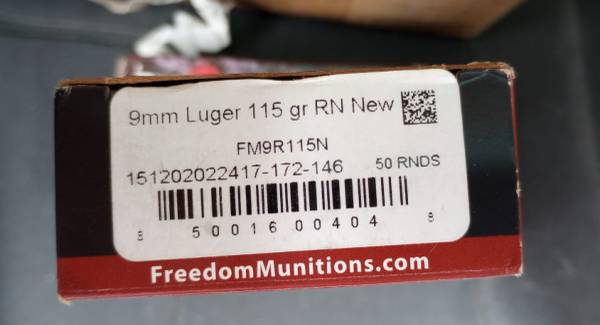 9mm Luger 115 gr RN New
FM9R115N
151202022417-172-146 50 RNDS
8 50016 00404 8
FreedomMunitions.com